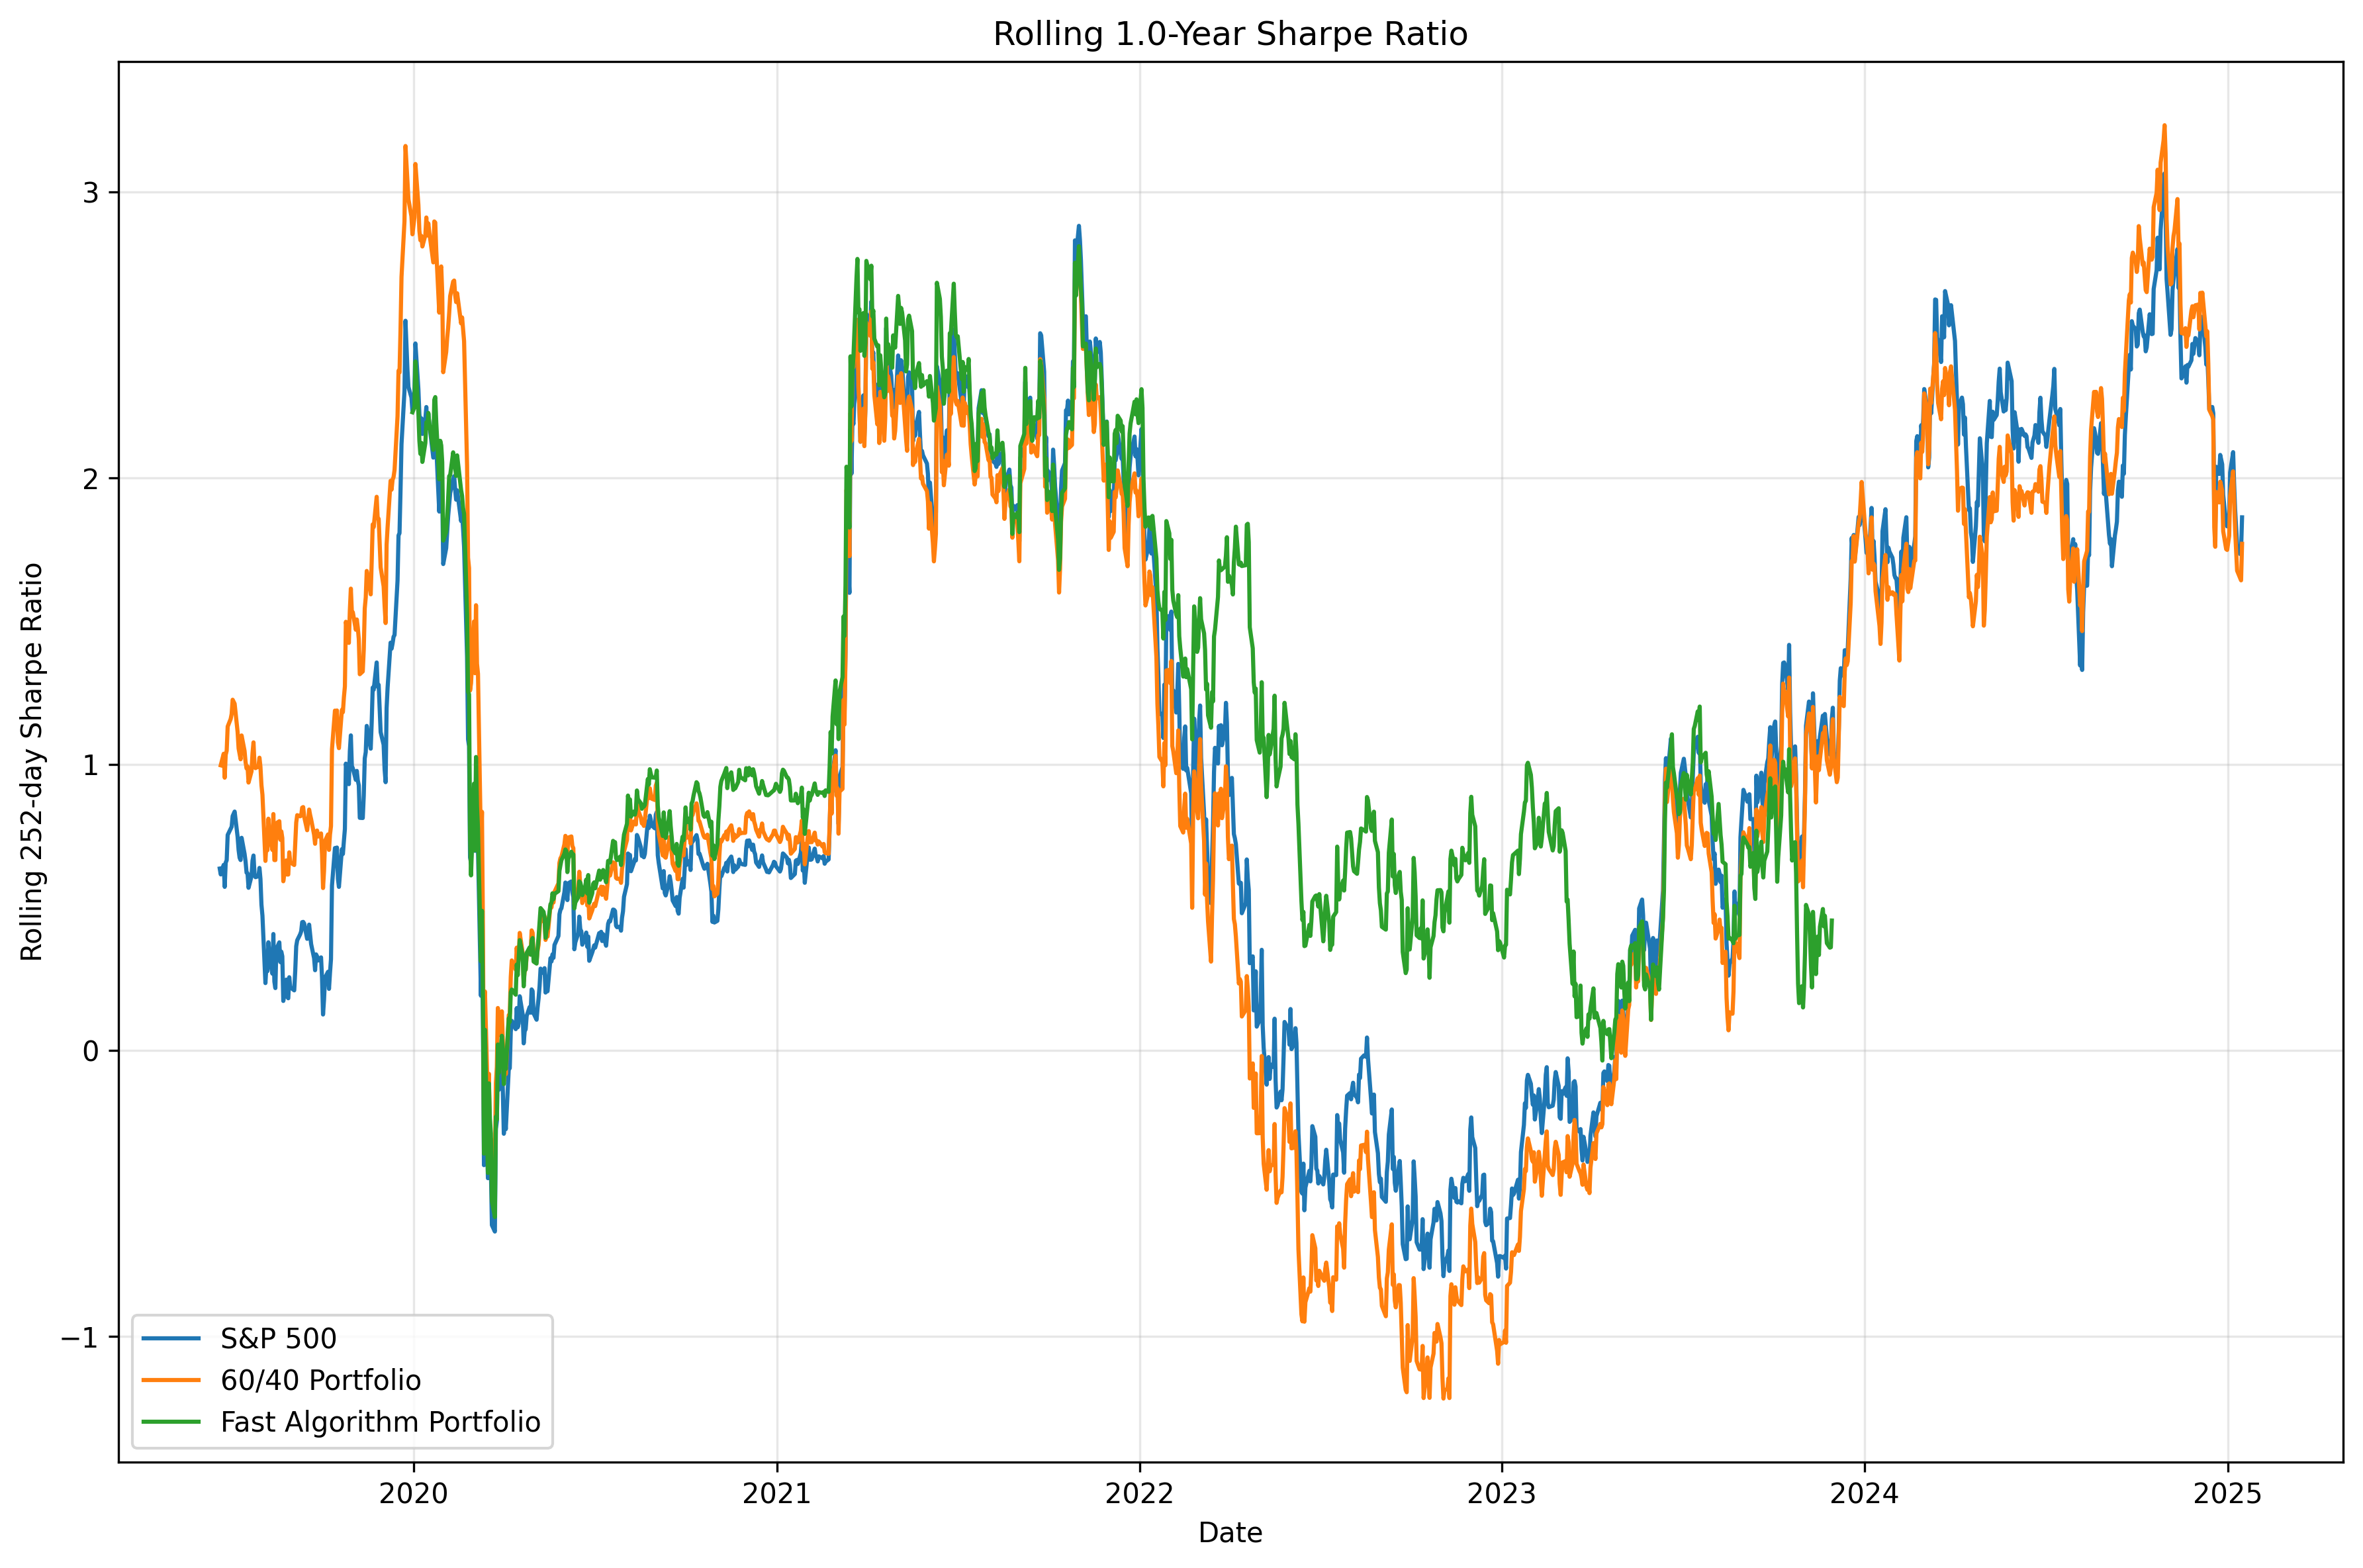 Rolling 1.0-Year Sharpe Ratio
Rolling 252-day Sharpe Ratio
3
2
1
0
−1
S&P 500
60/40 Portfolio
Fast Algorithm Portfolio
2020
2021
2022
2023
2024
2025
Date